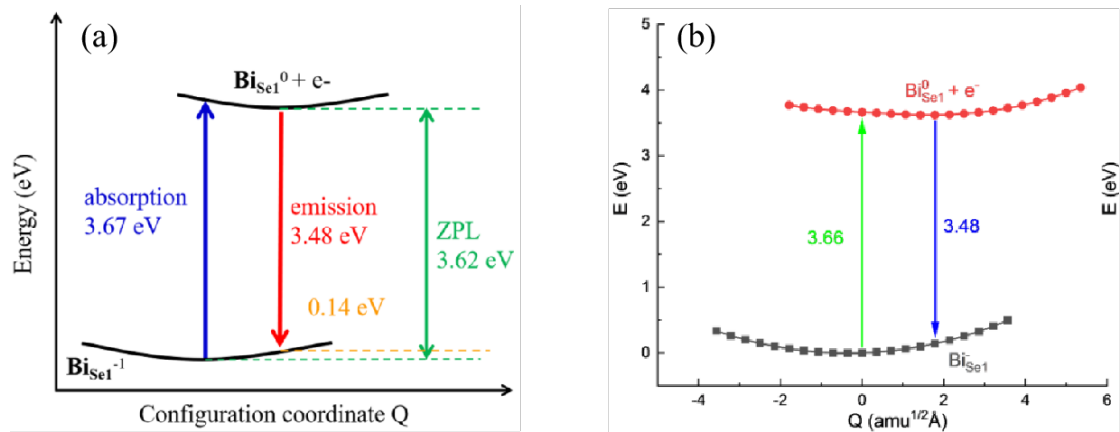 (a)
Bi_Se1^0 + e-
absorption
3.67 eV
emission
3.48 eV
ZPL
3.62 eV
0.14 eV
Bi_Se1^-1
Energy (eV)
Configuration coordinate Q
(b)
5
4
3
2
1
0
E (eV)
Bi^0_Se1 + e^-
3.66
3.48
Bi^-_Se1
-4
-2
0
2
4
6
Q (amu^1/2Å)
E (eV)